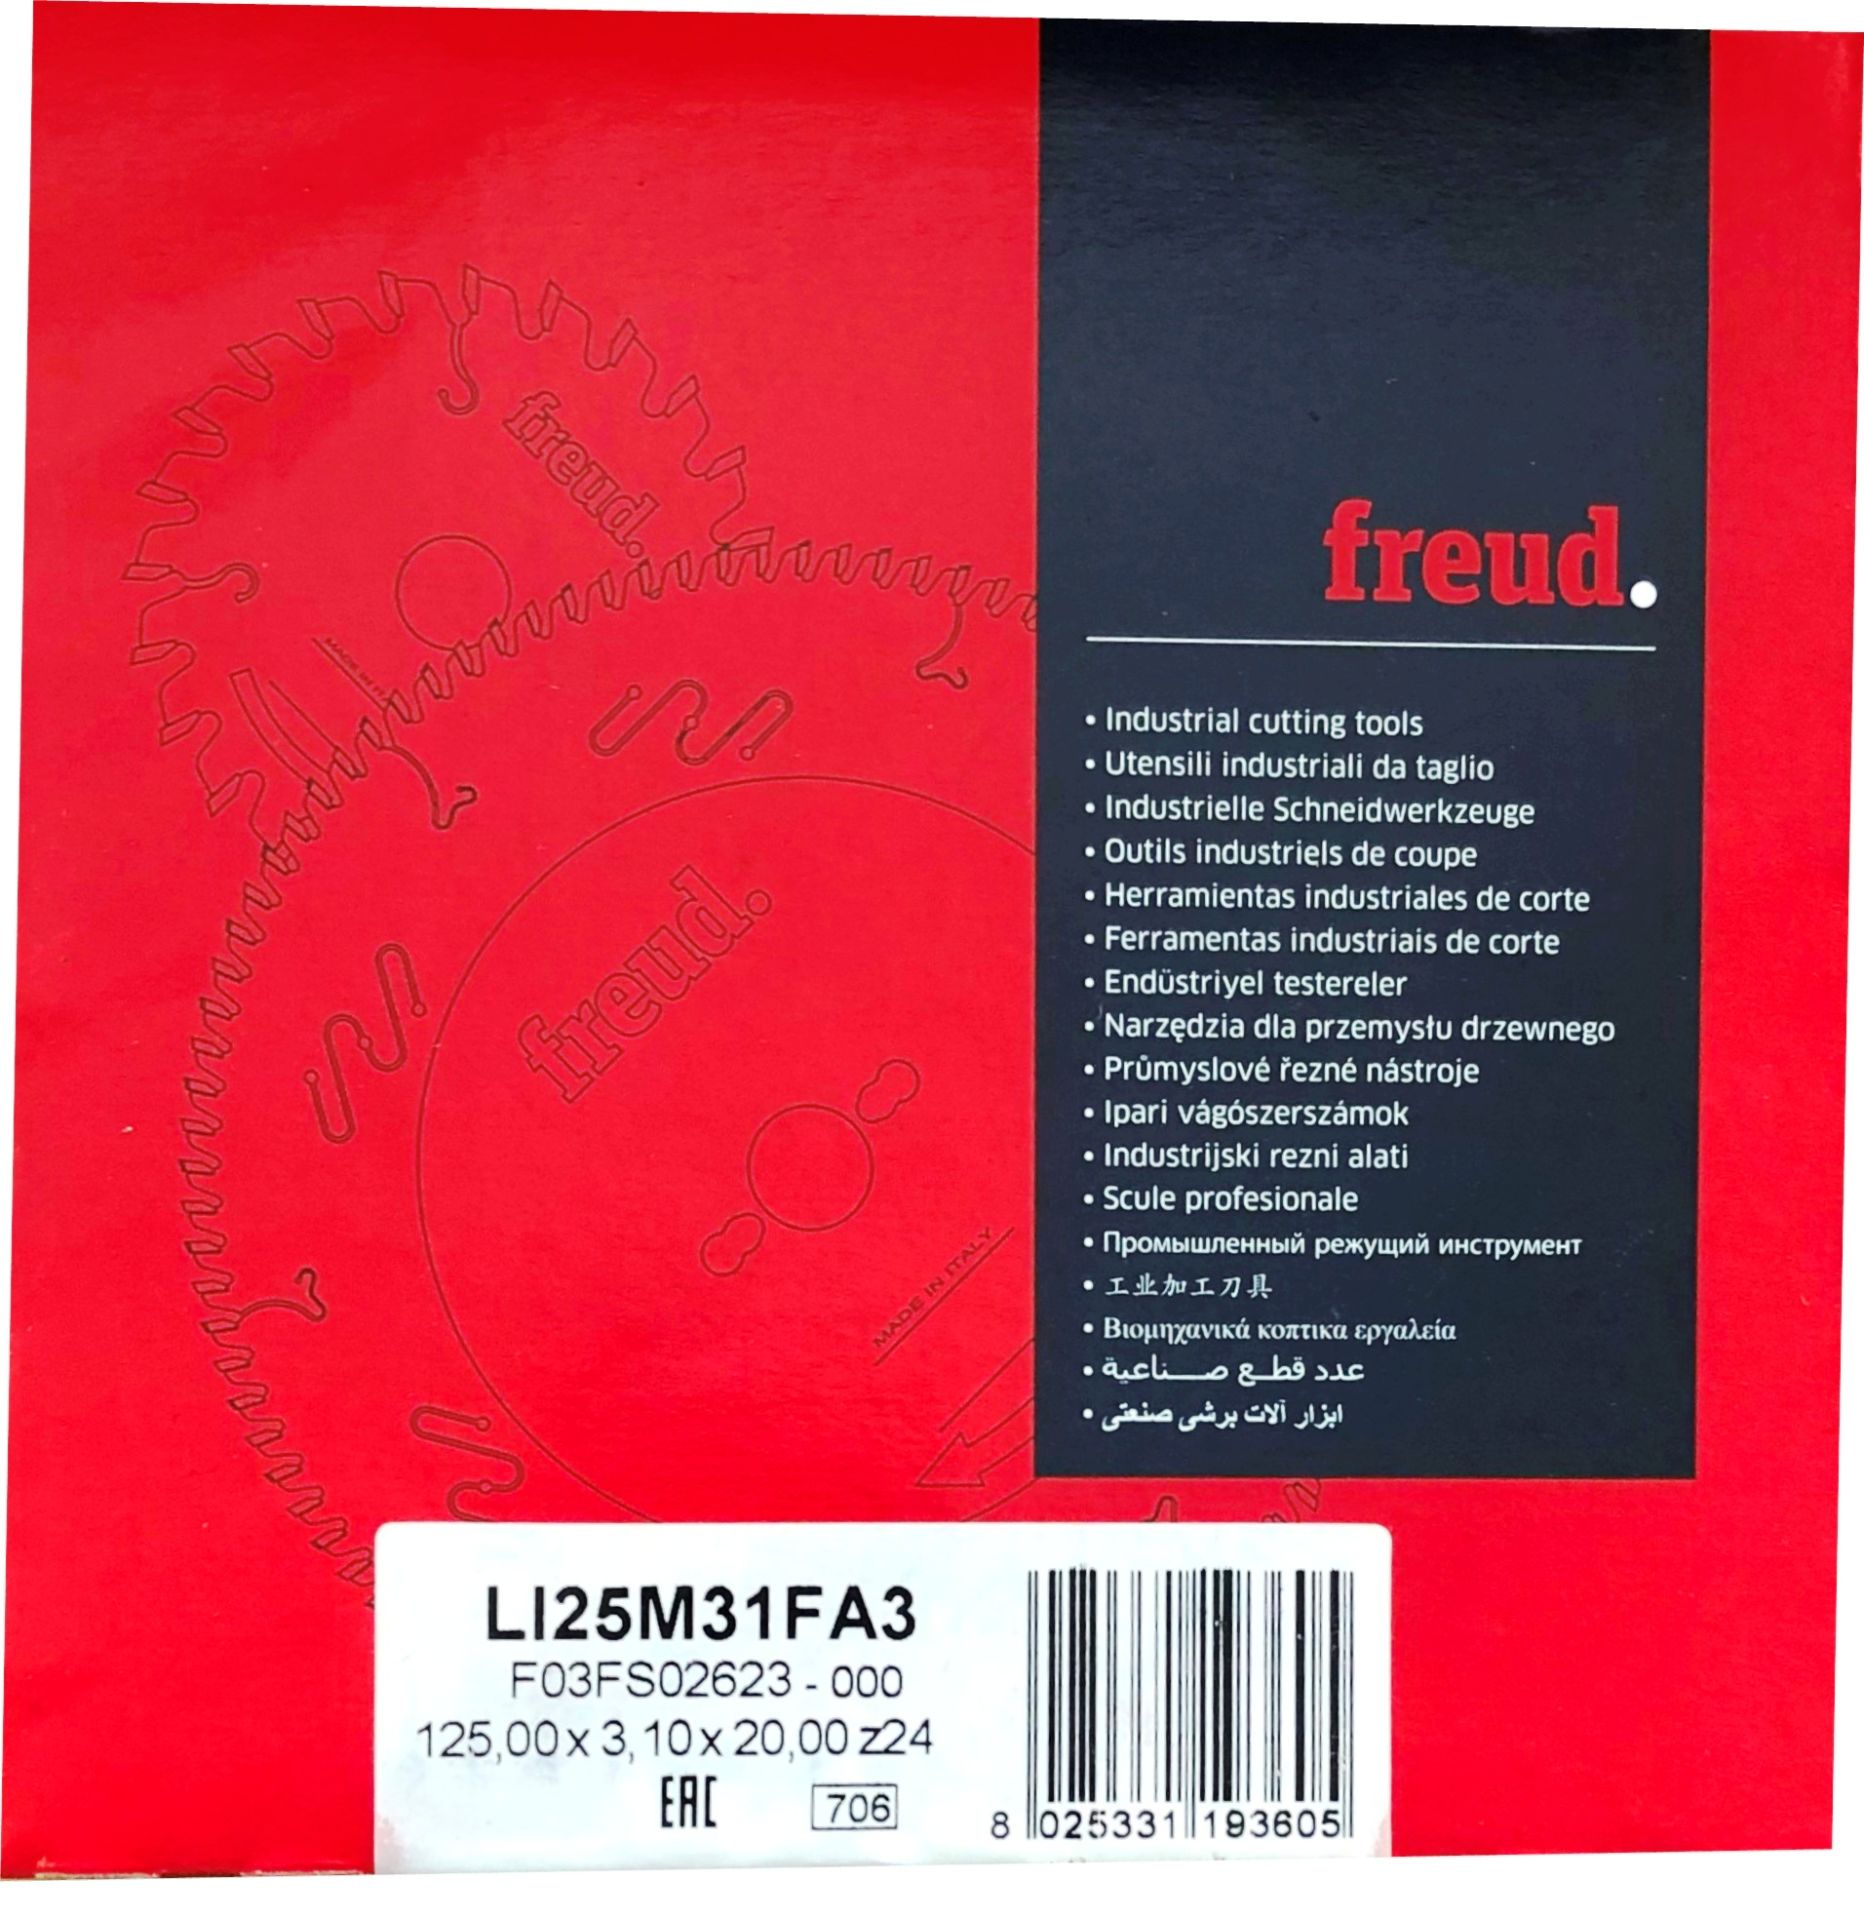 freud.
MADE IN
freud.
MADE IN ITALY
freud.
• Industrial cutting tools
• Utensili industriali da taglio
• Industrielle Schneidwerkzeuge
• Outils industriels de coupe
• Herramientas industriales de corte
• Ferramentas industriais de corte
• Endüstriyel testereler
• Narzędzia dla przemysłu drzewnego
• Průmyslové řezné nástroje
• Ipari vágószerszámok
• Industrijski rezni alati
• Scule profesionale
• Промышленный режущий инструмент
• 工业加工刀具
• Βιομηχανικά κοπτικα εργαλεία
• عدد قطع صناعية
• ابزار آلات برشی صنعتی
LI25M31FA3
F03FS02623 - 000
125,00 x 3,10 x 20,00 z24
EAC 706
8 025331 193605